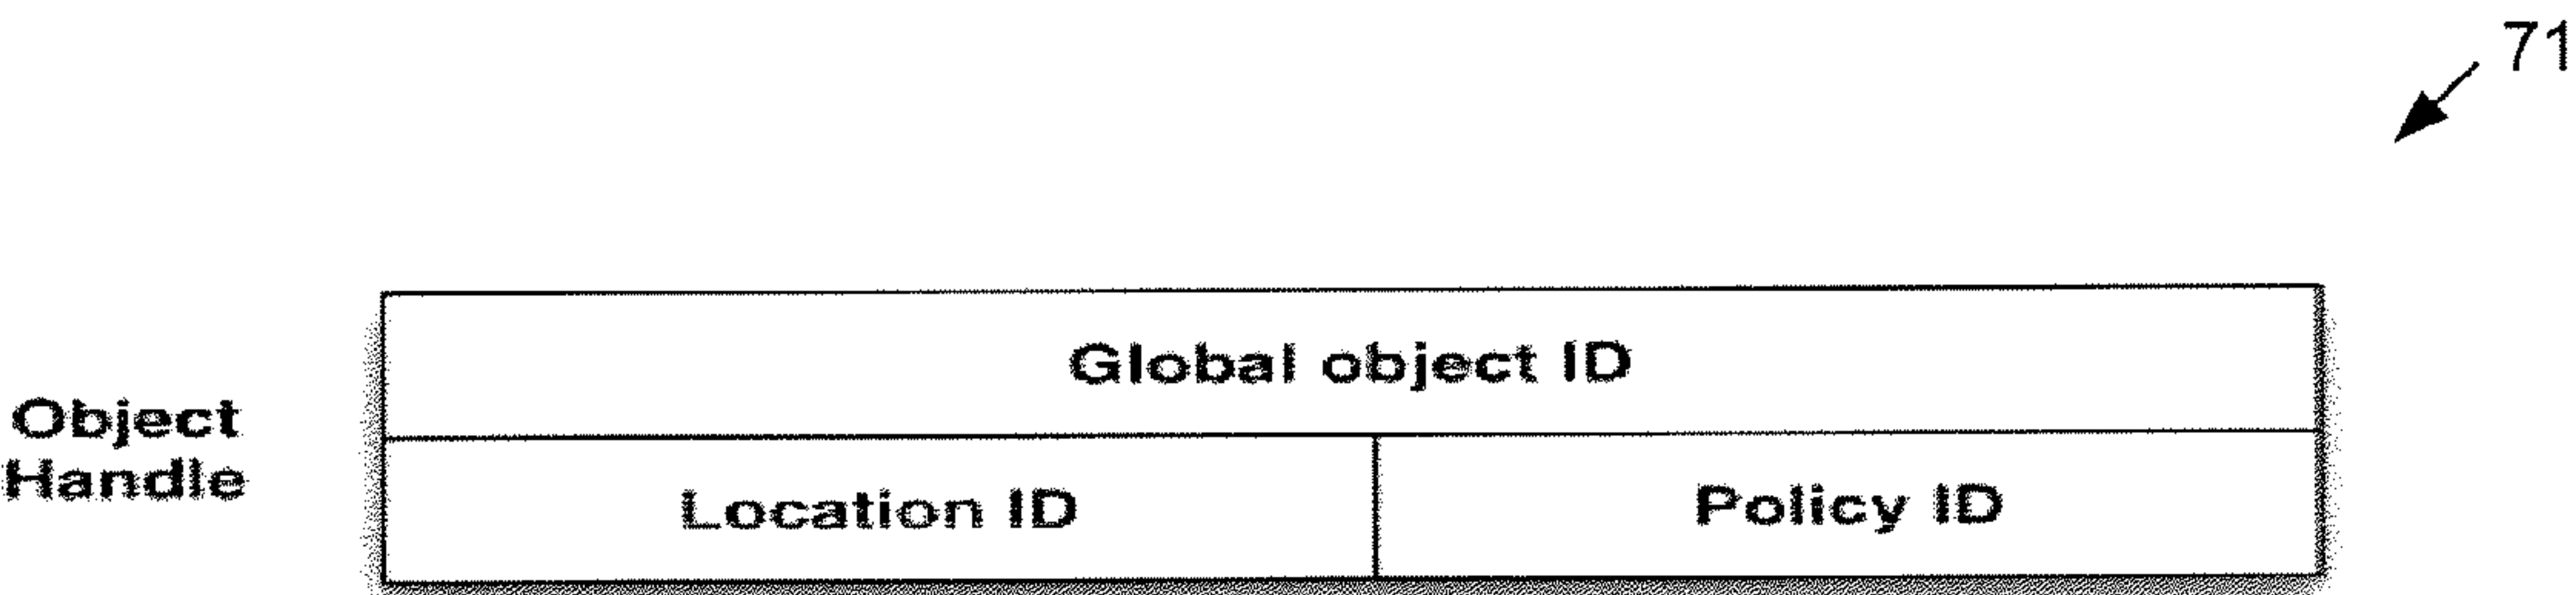 71
Global object ID
Object
Handle
Location ID
Policy ID